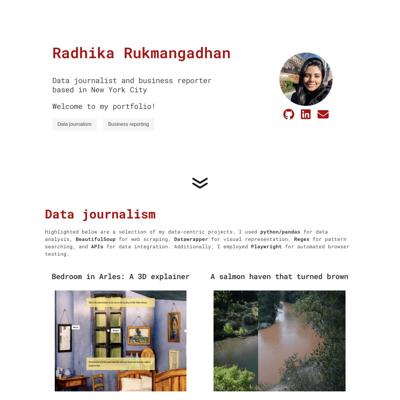 Radhika Rukmangadhan
Data journalist and business reporter
based in New York City
Welcome to my portfolio!
Data journalism
Business reporting
Data journalism
Highlighted below are a selection of my data-centric projects. I used python/pandas for data
analysis, BeautifulSoup for web scraping, Datawrapper for visual representation, Regex for pattern
searching, and APIs for data integration. Additionally, I employed Playwright for automated browser
testing.
Bedroom in Arles: A 3D explainer
A salmon haven that turned brown